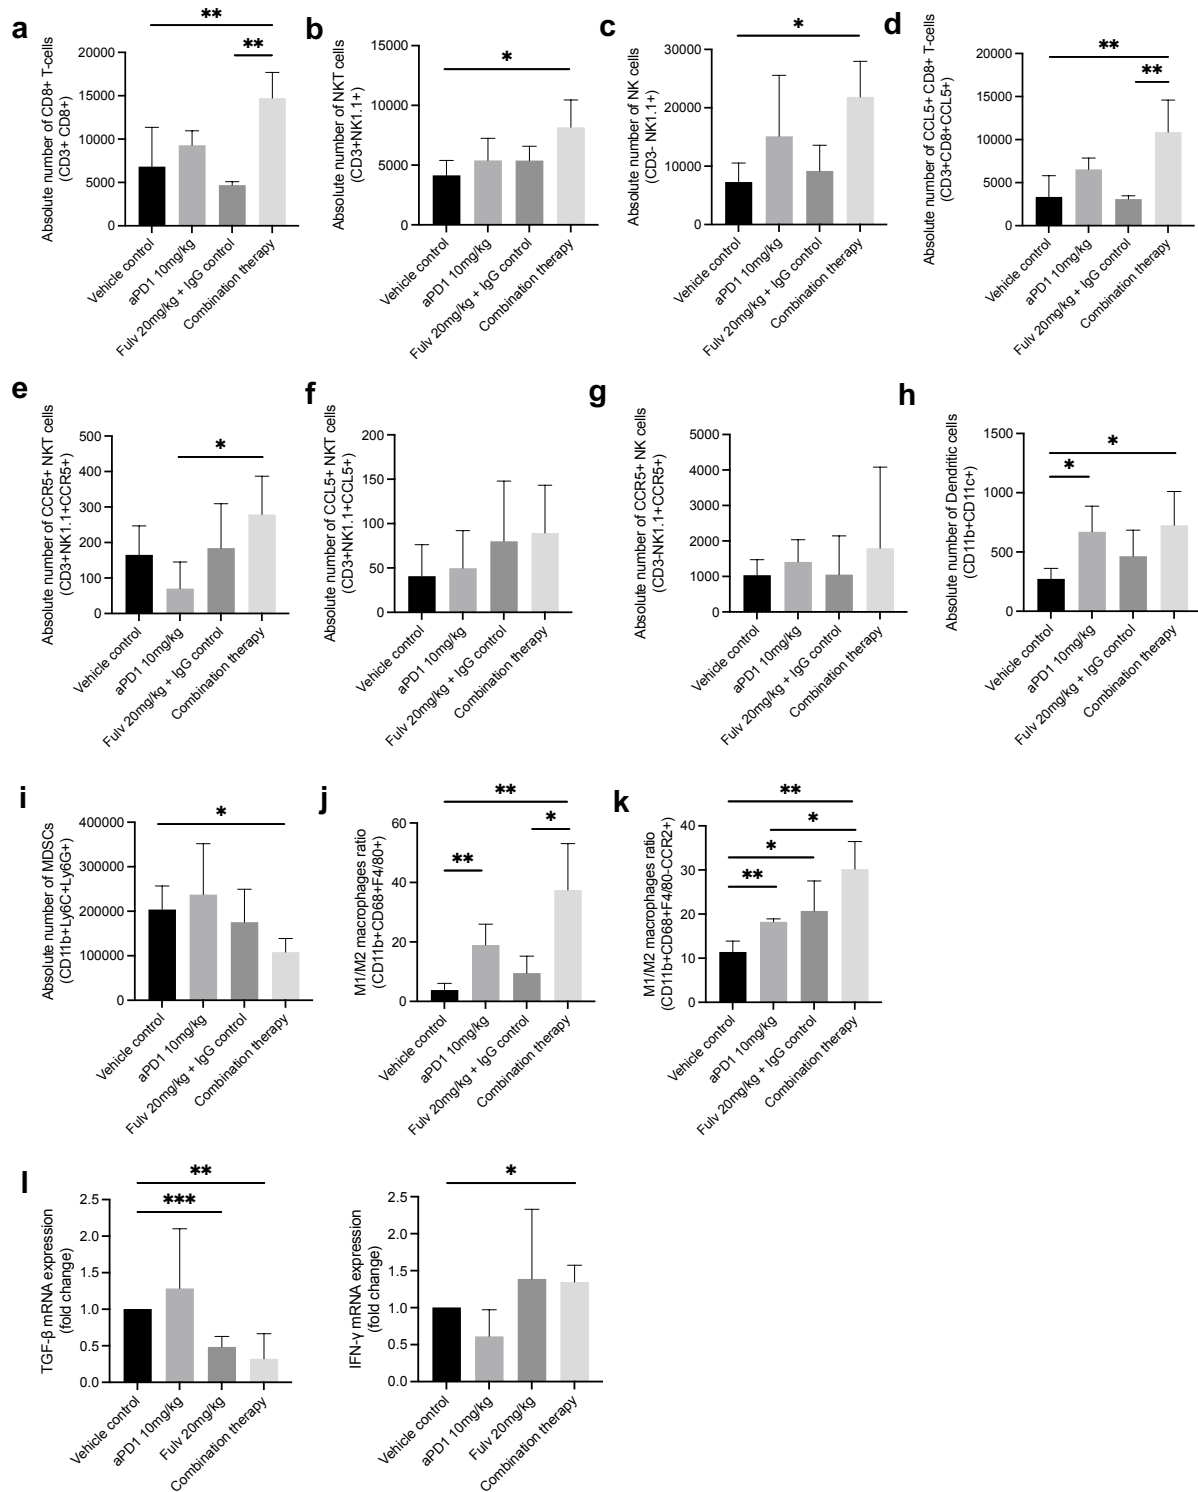 a
**
**
Absolute number of CD8+ T-cells
(CD3+ CD8+)
20000
15000
10000
5000
0
Vehicle control
aPD1 10mg/kg
Fulv 20mg/kg + IgG control
Combination therapy
b
*
Absolute number of NKT cells
(CD3+NK1.1+)
15000
10000
5000
0
Vehicle control
aPD1 10mg/kg
Fulv 20mg/kg + IgG control
Combination therapy
c
*
Absolute number of NK cells
(CD3- NK1.1+)
30000
20000
10000
0
Vehicle control
aPD1 10mg/kg
Fulv 20mg/kg + IgG control
Combination therapy
d
**
**
Absolute number of CCL5+ CD8+ T-cells
(CD3+CD8+CCL5+)
20000
15000
10000
5000
0
Vehicle control
aPD1 10mg/kg
Fulv 20mg/kg + IgG control
Combination therapy
e
*
Absolute number of CCR5+ NKT cells
(CD3+NK1.1+CCR5+)
500
400
300
200
100
0
Vehicle control
aPD1 10mg/kg
Fulv 20mg/kg + IgG control
Combination therapy
f
Absolute number of CCL5+ NKT cells
(CD3+NK1.1+CCL5+)
200
150
100
50
0
Vehicle control
aPD1 10mg/kg
Fulv 20mg/kg + IgG control
Combination therapy
g
Absolute number of CCR5+ NK cells
(CD3-NK1.1+CCR5+)
5000
4000
3000
2000
1000
0
Vehicle control
aPD1 10mg/kg
Fulv 20mg/kg + IgG control
Combination therapy
h
*
*
Absolute number of Dendritic cells
(CD11b+CD11c+)
1500
1000
500
0
Vehicle control
aPD1 10mg/kg
Fulv 20mg/kg + IgG control
Combination therapy
i
*
Absolute number of MDSCs
(CD11b+Ly6C+Ly6G+)
400000
300000
200000
100000
0
Vehicle control
aPD1 10mg/kg
Fulv 20mg/kg + IgG control
Combination therapy
j
**
*
**
M1/M2 macrophages ratio
(CD11b+CD68+F4/80+)
60
40
20
0
Vehicle control
aPD1 10mg/kg
Fulv 20mg/kg + IgG control
Combination therapy
k
**
*
*
**
M1/M2 macrophages ratio
(CD11b+CD68+F4/80-CCR2+)
40
30
20
10
0
Vehicle control
aPD1 10mg/kg
Fulv 20mg/kg + IgG control
Combination therapy
l
**
***
TGF-β mRNA expression
(fold change)
2.5
2.0
1.5
1.0
0.5
0.0
Vehicle control
aPD1 10mg/kg
Fulv 20mg/kg
Combination therapy
*
IFN-γ mRNA expression
(fold change)
2.5
2.0
1.5
1.0
0.5
0.0
Vehicle control
aPD1 10mg/kg
Fulv 20mg/kg
Combination therapy